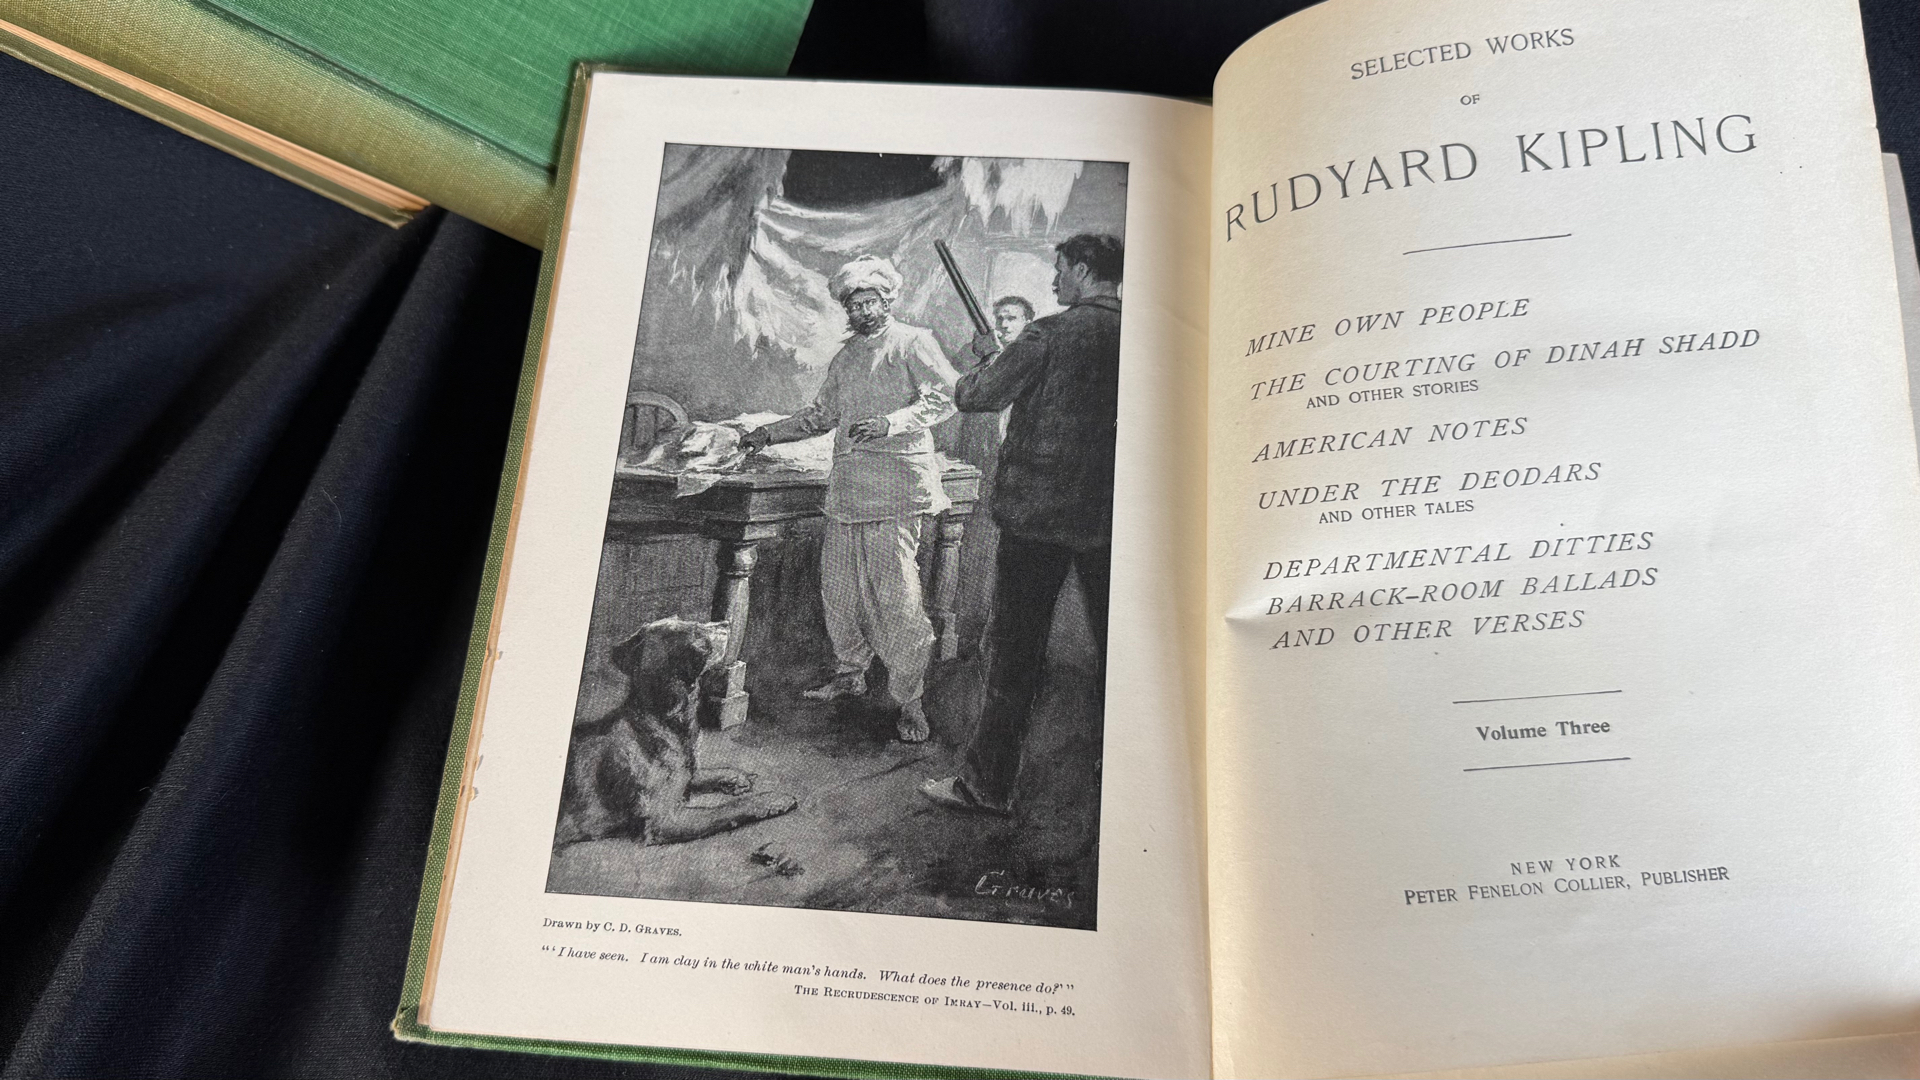 Graves
Drawn by C. D. GRAVES.
"'I have seen. I am clay in the white man's hands. What does the presence do?'"
THE RECRUDESCENCE OF IMRAY—Vol. iii., p. 49.
SELECTED WORKS
OF
RUDYARD KIPLING
MINE OWN PEOPLE
THE COURTING OF DINAH SHADD
AND OTHER STORIES
AMERICAN NOTES
UNDER THE DEODARS
AND OTHER TALES
DEPARTMENTAL DITTIES
BARRACK-ROOM BALLADS
AND OTHER VERSES
Volume Three
NEW YORK
PETER FENELON COLLIER, PUBLISHER